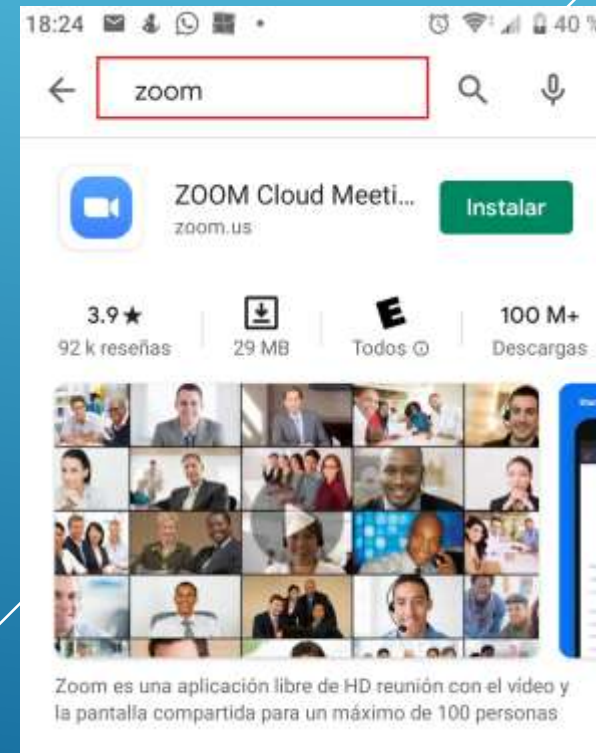 18:24 40 %
zoom
ZOOM Cloud Meeti...
zoom.us
Instalar
3.9★
92 k reseñas
29 MB
E
Todos
100 M+
Descargas
Zoom es una aplicación libre de HD reunión con el vídeo y
la pantalla compartida para un máximo de 100 personas